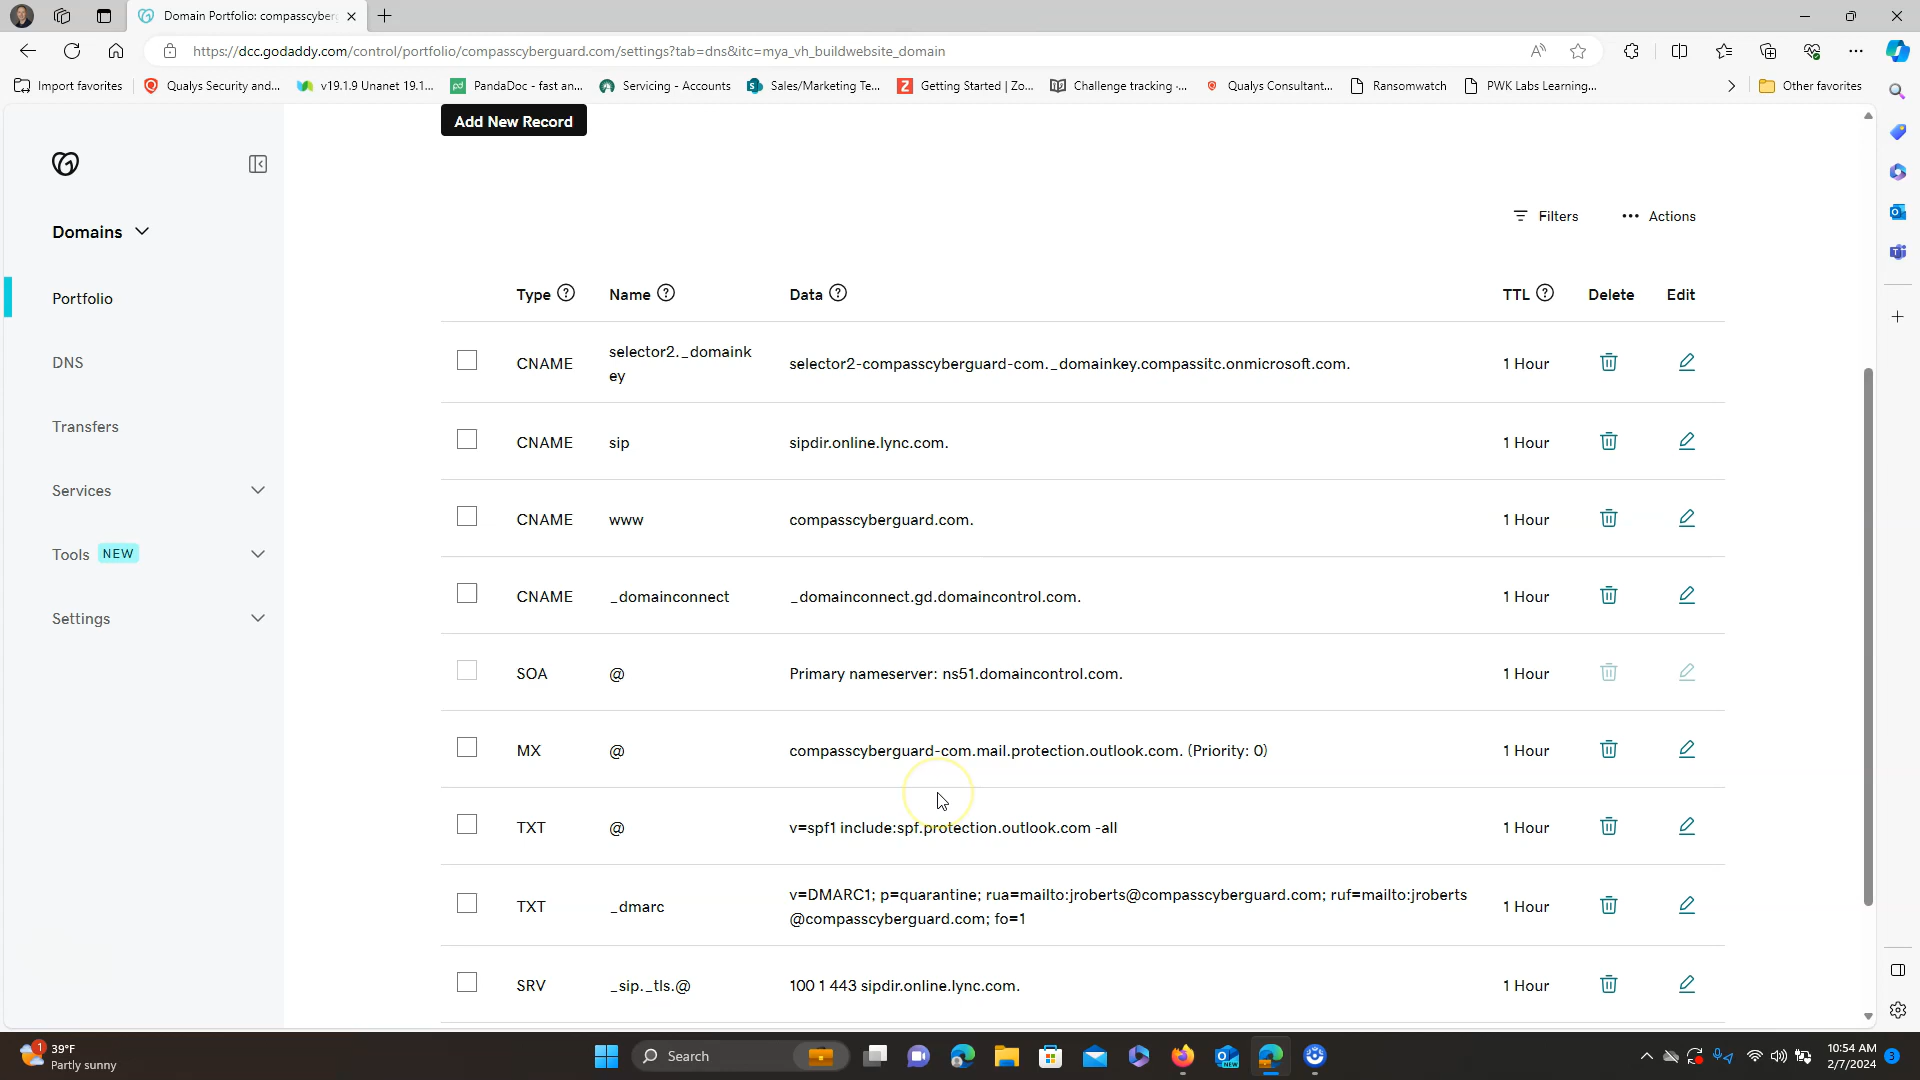 Domain Portfolio: compasscyber
https://dcc.godaddy.com/control/portfolio/compasscyberguard.com/settings?tab=dns&itc=mya_vh_buildwebsite_domain
Import favorites
Qualys Security and...
v19.1.9 Unanet 19.1...
PandaDoc - fast an...
Servicing - Accounts
Sales/Marketing Te...
Getting Started | Zo...
Challenge tracking -...
Qualys Consultant...
Ransomwatch
PWK Labs Learning...
Other favorites
Add New Record
Domains
Portfolio
DNS
Transfers
Services
Tools NEW
Settings
Filters
Actions
Type ? Name ? Data ? TTL ? Delete Edit
CNAME selector2._domaink selector2-compasscyberguard-com._domainkey.compassitc.onmicrosoft.com. 1 Hour
ey
CNAME sip sipdir.online.lync.com. 1 Hour
CNAME www compasscyberguard.com. 1 Hour
CNAME _domainconnect _domainconnect.gd.domaincontrol.com. 1 Hour
SOA @ Primary nameserver: ns51.domaincontrol.com. 1 Hour
MX @ compasscyberguard-com.mail.protection.outlook.com. (Priority: 0) 1 Hour
TXT @ v=spf1 include:spf.protection.outlook.com -all 1 Hour
TXT _dmarc v=DMARC1; p=quarantine; rua=mailto:jroberts@compasscyberguard.com; ruf=mailto:jroberts 1 Hour
@compasscyberguard.com; fo=1
SRV _sip._tls.@ 100 1 443 sipdir.online.lync.com. 1 Hour
1
39°F
Partly sunny
Search
NEW
10:54 AM
2/7/2024
3